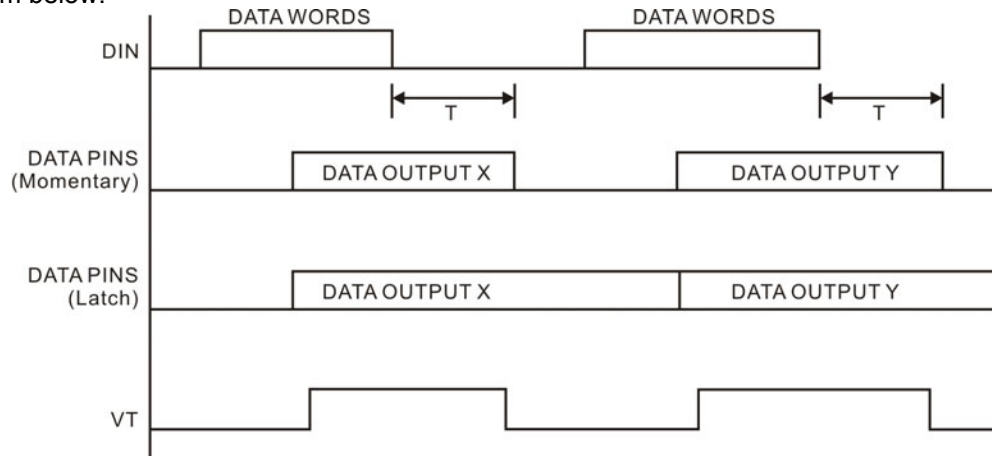 m below:
DATA WORDS DATA WORDS
DIN
T T
DATA PINS
(Momentary)
DATA OUTPUT X DATA OUTPUT Y
DATA PINS
(Latch)
DATA OUTPUT X DATA OUTPUT Y
VT